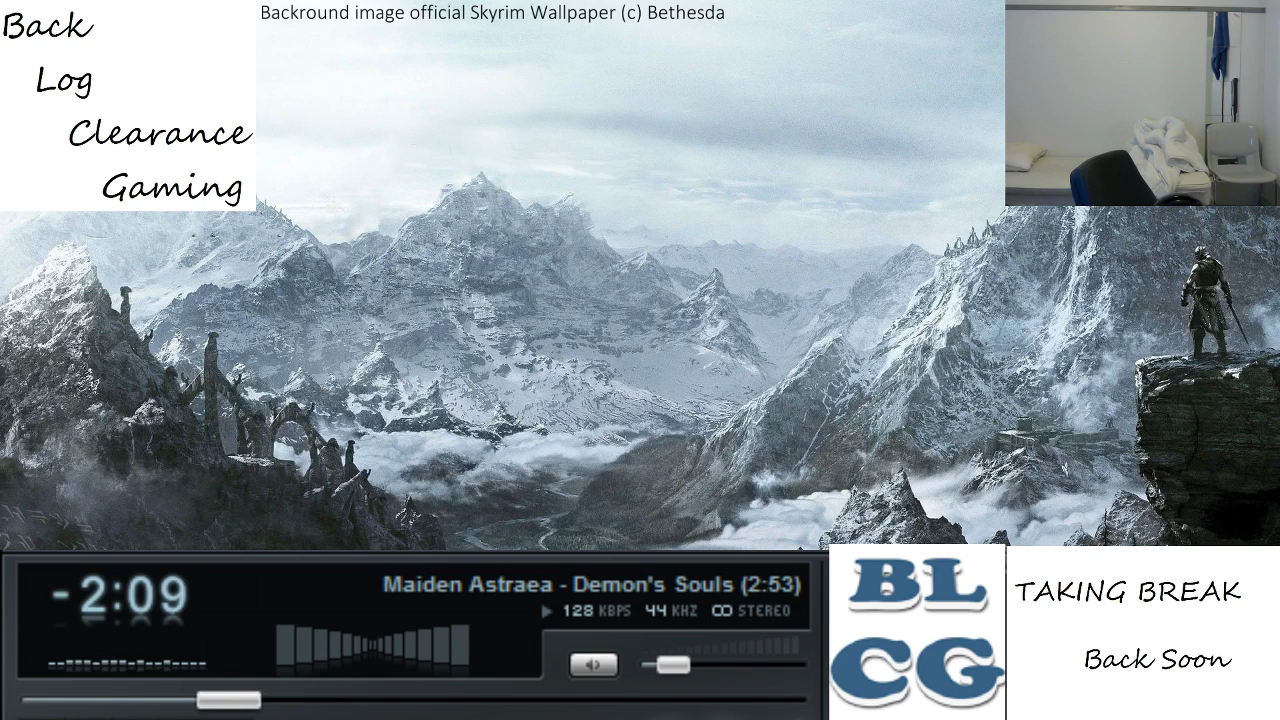 Back
Log
Clearance
Gaming
Backround image official Skyrim Wallpaper (c) Bethesda
-2:09
Maiden Astraea - Demon's Souls (2:53)
128 KBPS 44 KHZ STEREO
BL
CG
TAKING BREAK
Back Soon